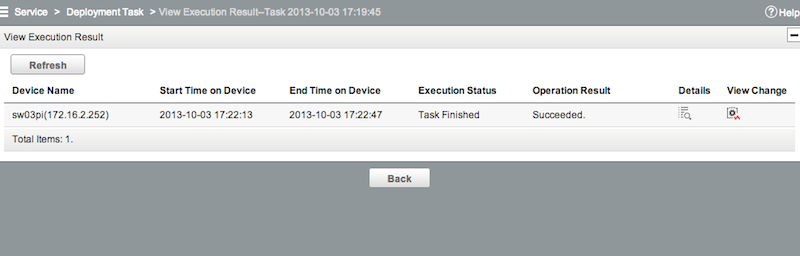 Service > Deployment Task > View Execution Result--Task 2013-10-03 17:19:45 ?Help
View Execution Result
Refresh
Device Name Start Time on Device End Time on Device Execution Status Operation Result Details View Change
sw03pi(172.16.2.252) 2013-10-03 17:22:13 2013-10-03 17:22:47 Task Finished Succeeded.
Total Items: 1.
Back